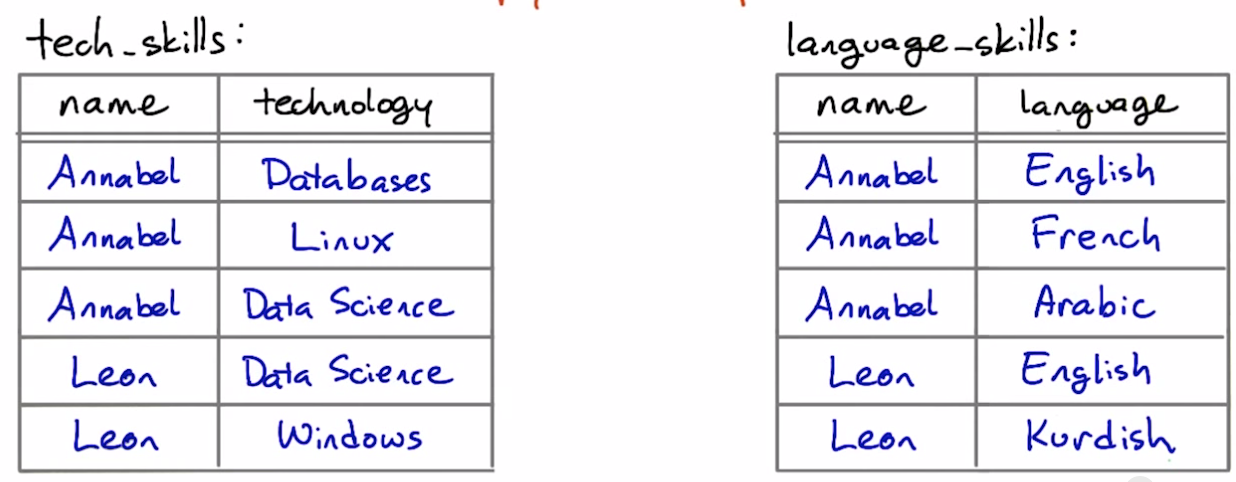 tech_skills:
name technology
Annabel Databases
Annabel Linux
Annabel Data Science
Leon Data Science
Leon Windows
language_skills:
name language
Annabel English
Annabel French
Annabel Arabic
Leon English
Leon Kurdish